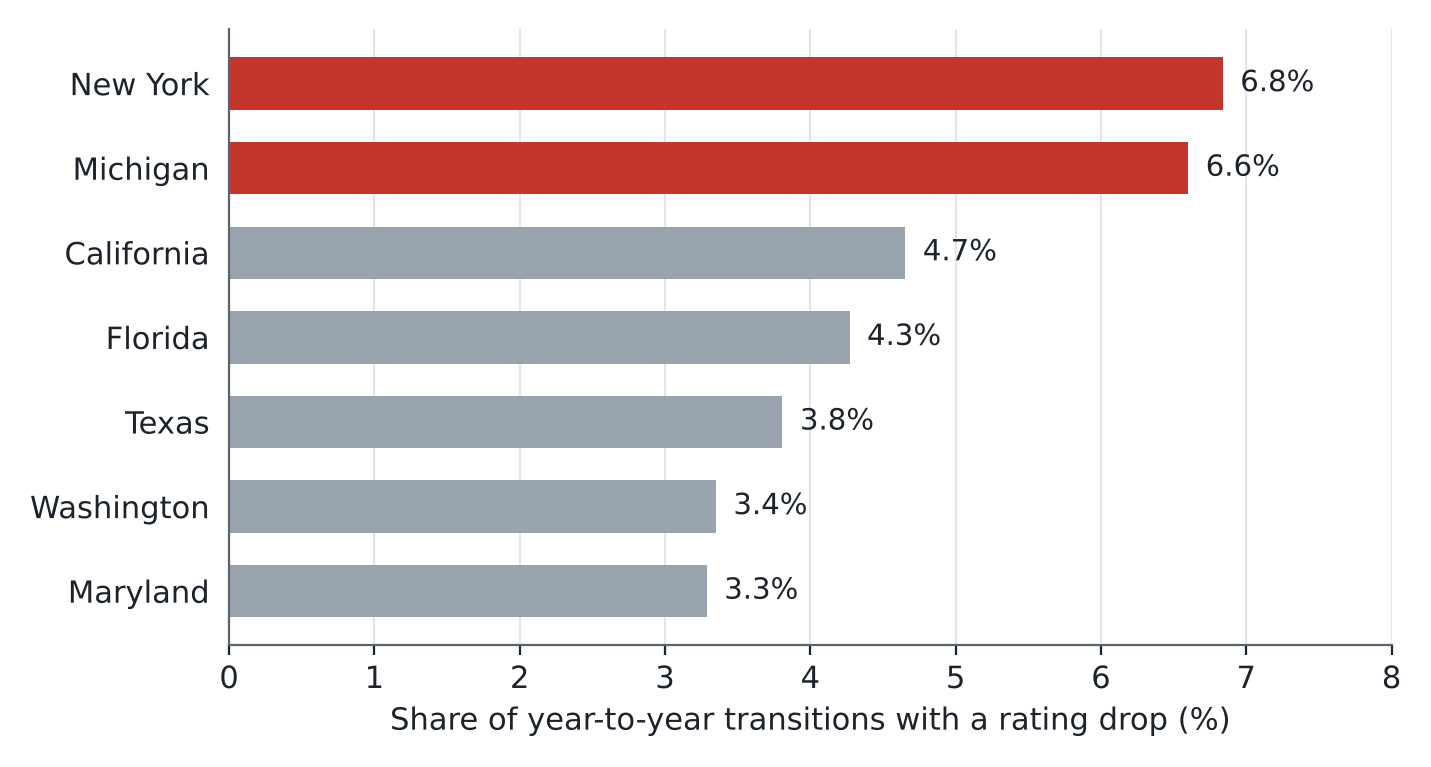 New York 6.8%
Michigan 6.6%
California 4.7%
Florida 4.3%
Texas 3.8%
Washington 3.4%
Maryland 3.3%
0 1 2 3 4 5 6 7 8
Share of year-to-year transitions with a rating drop (%)